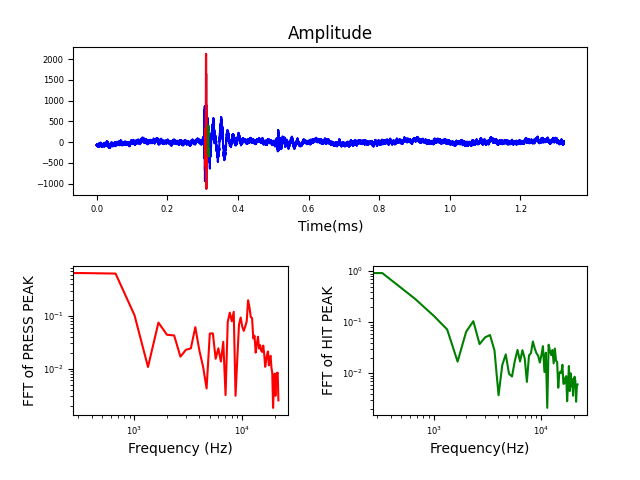 Amplitude
2000
1500
1000
500
0
−500
−1000
0.0 0.2 0.4 0.6 0.8 1.0 1.2
Time(ms)
FFT of PRESS PEAK
10⁻¹
10⁻²
10³ 10⁴
Frequency (Hz)
FFT of HIT PEAK
10⁰
10⁻¹
10⁻²
10³ 10⁴
Frequency(Hz)